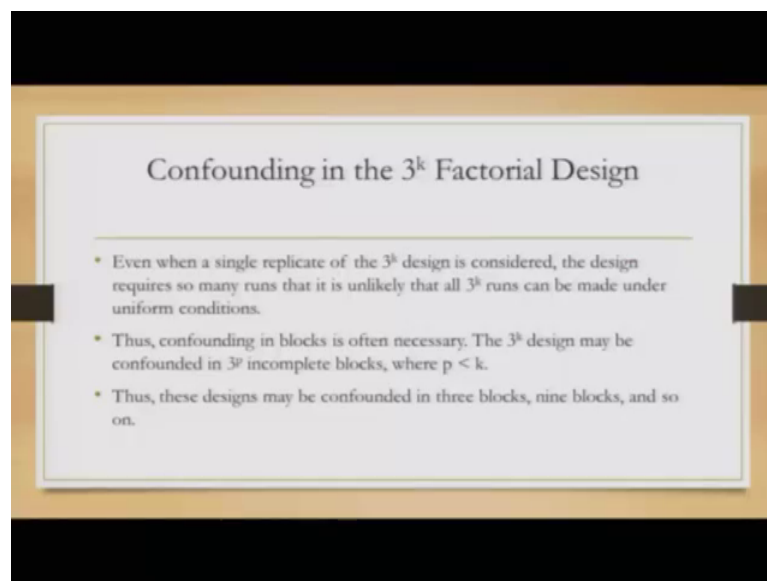 Confounding in the 3ᵏ Factorial Design
• Even when a single replicate of the 3ᵏ design is considered, the design
requires so many runs that it is unlikely that all 3ᵏ runs can be made under
uniform conditions.
• Thus, confounding in blocks is often necessary. The 3ᵏ design may be
confounded in 3ᵖ incomplete blocks, where p < k.
• Thus, these designs may be confounded in three blocks, nine blocks, and so
on.